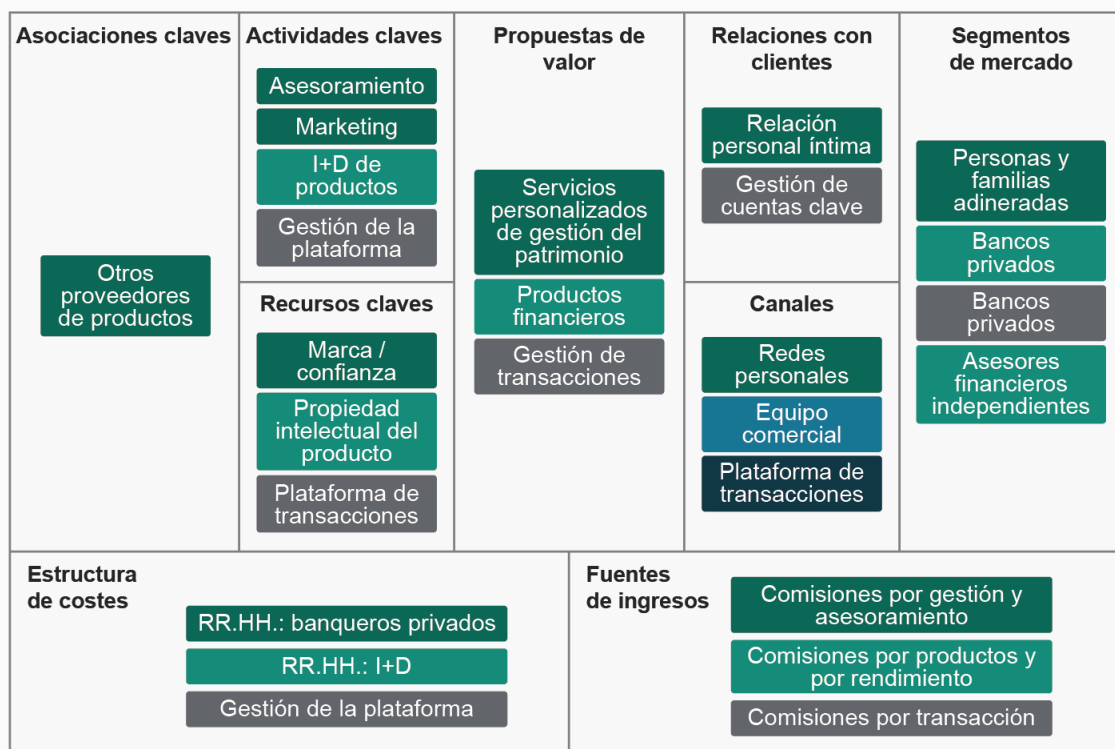 Asociaciones claves
Otros
proveedores
de productos
Actividades claves
Asesoramiento
Marketing
I+D de
productos
Gestión de la
plataforma
Recursos claves
Marca /
confianza
Propiedad
intelectual del
producto
Plataforma de
transacciones
Propuestas de
valor
Servicios
personalizados
de gestión del
patrimonio
Productos
financieros
Gestión de
transacciones
Relaciones con
clientes
Relación
personal íntima
Gestión de
cuentas clave
Canales
Redes
personales
Equipo
comercial
Plataforma de
transacciones
Segmentos
de mercado
Personas y
familias
adineradas
Bancos
privados
Bancos
privados
Asesores
financieros
independientes
Estructura
de costes
RR.HH.: banqueros privados
RR.HH.: I+D
Gestión de la plataforma
Fuentes
de ingresos
Comisiones por gestión y
asesoramiento
Comisiones por productos y
por rendimiento
Comisiones por transacción